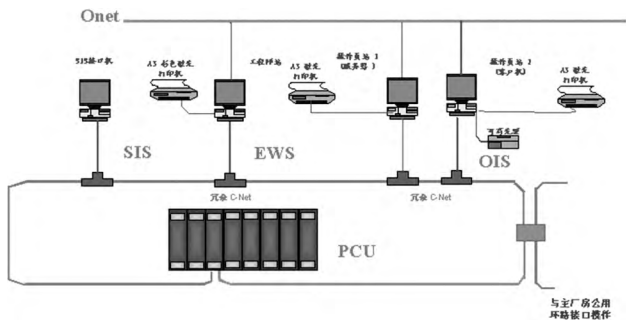 Onet
SIS接口机
A3 彩色激光
打印机
工程师站
A3 激光
打印机
操作员站 1
(服务器)
操作员站 2
(客户机)
A3 激光
打印机
SIS
EWS
OIS
冗余 C-Net
冗余 C-Net
PCU
与主厂房公用
环路接口模件